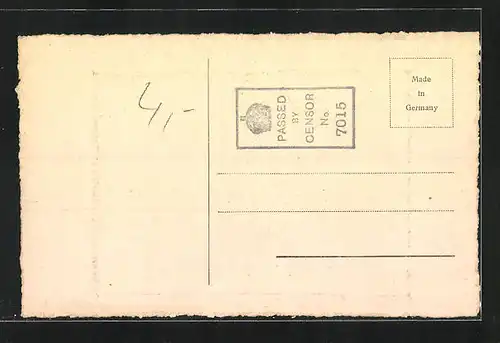 4,-
PASSED
BY
CENSOR
No.
7015
Made
in
Germany